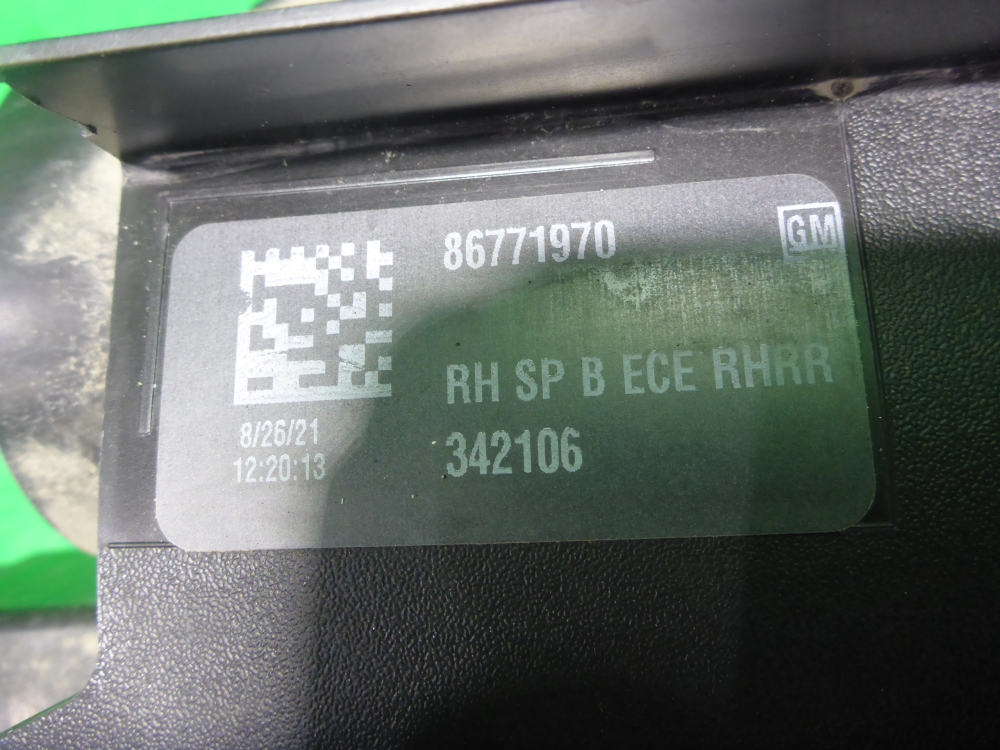 86771970
GM
RH SP B ECE RHRR
342106
8/26/21
12:20:13